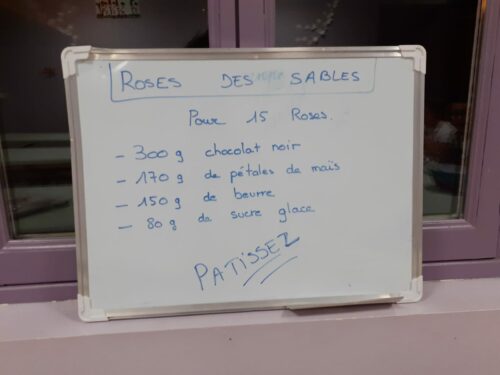 ROSES DES SABLES
Pour 15 Roses.
- 300 g chocolat noir
- 170 g de pétales de maïs
- 150 g de beurre
- 80 g de sucre glace
PATISSEZ